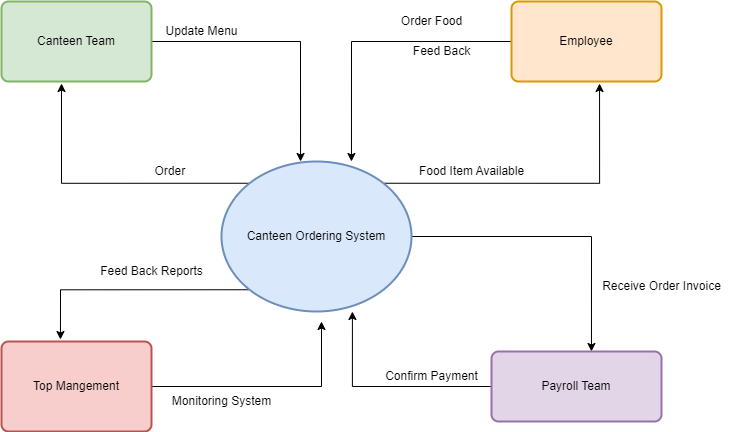 Canteen Team
Update Menu
Order Food
Feed Back
Employee
Order
Food Item Available
Canteen Ordering System
Feed Back Reports
Receive Order Invoice
Top Mangement
Monitoring System
Confirm Payment
Payroll Team